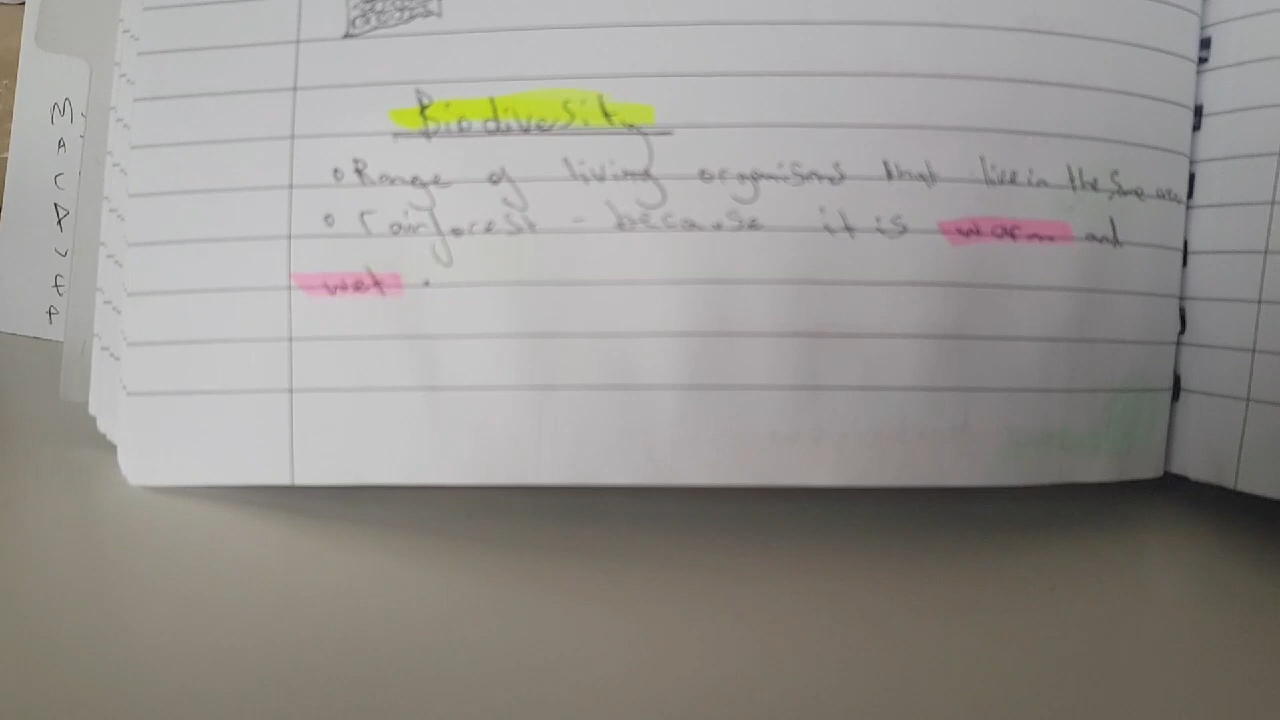 Biodiversity
Range of living organisms that live in the same area
rainforest - because it is warm and
wet .